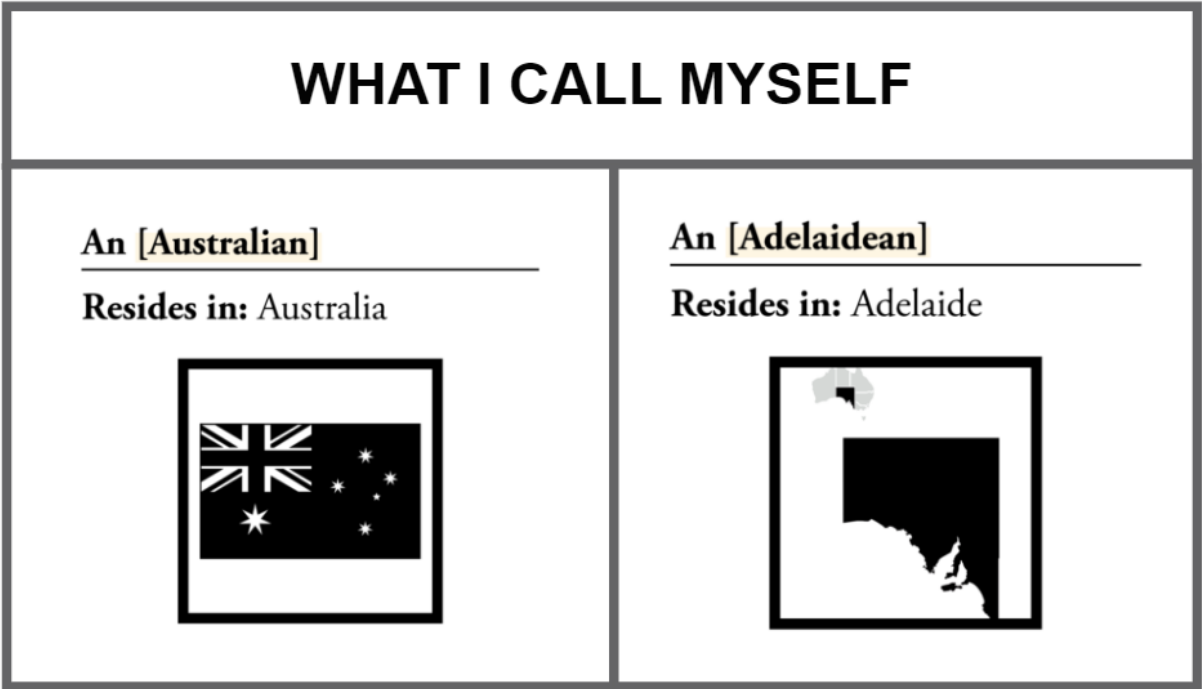 WHAT I CALL MYSELF
An [Australian]
Resides in: Australia
An [Adelaidean]
Resides in: Adelaide